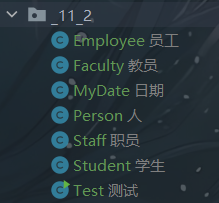 _11_2
Employee 员工
Faculty 教员
MyDate 日期
Person 人
Staff 职员
Student 学生
Test 测试